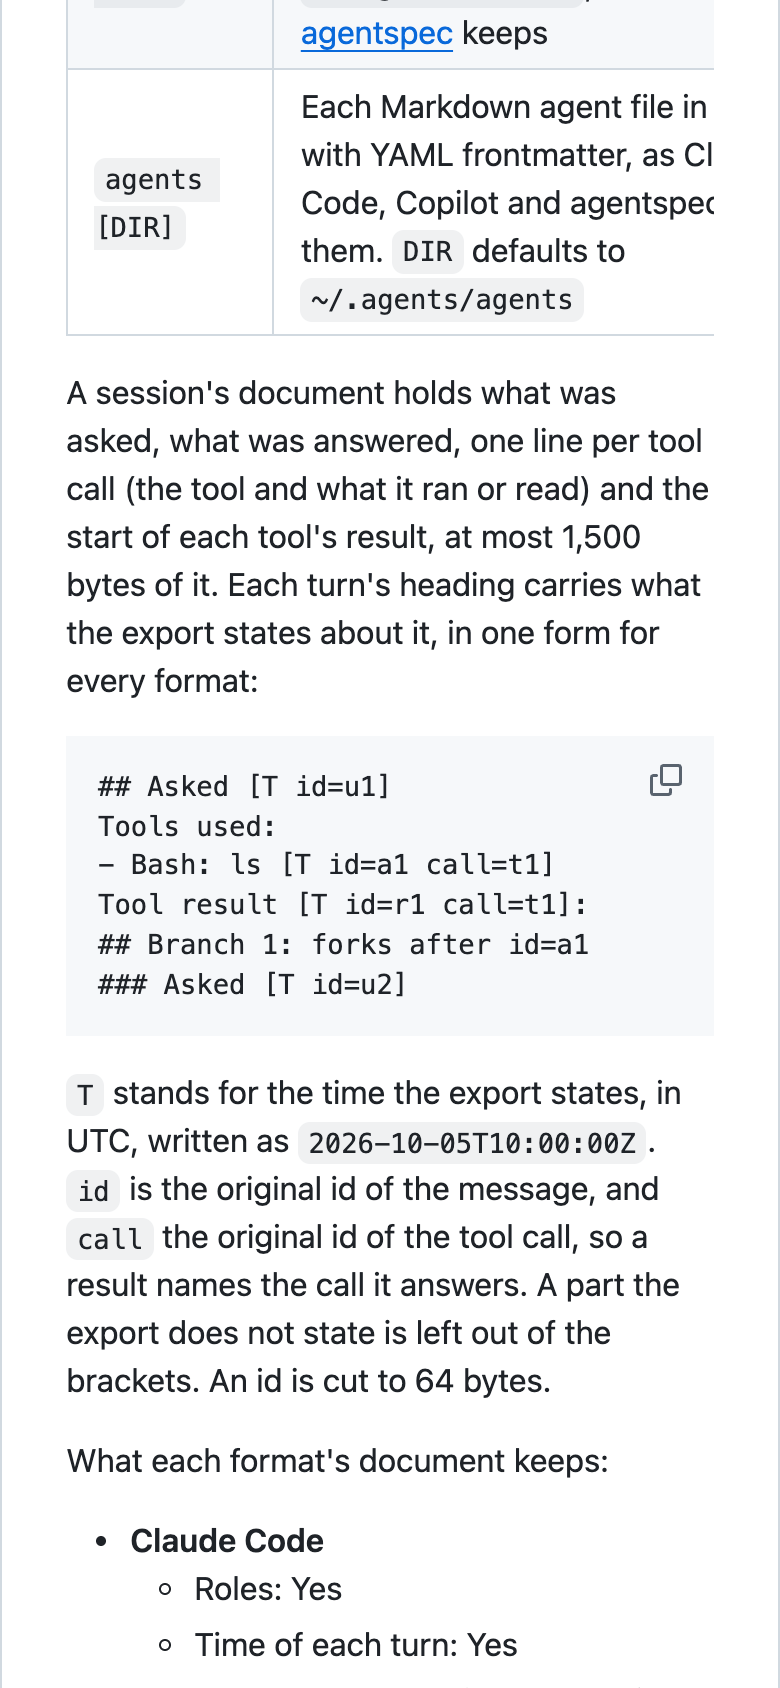 agentspec keeps
Each Markdown agent file in
with YAML frontmatter, as Cl
agents
Code, Copilot and agentspec
[DIR]
them. DIR defaults to
~/.agents/agents
A session's document holds what was
asked, what was answered, one line per tool
call (the tool and what it ran or read) and the
start of each tool's result, at most 1,500
bytes of it. Each turn's heading carries what
the export states about it, in one form for
every format:
## Asked [T id=u1]
Tools used:
- Bash: ls [T id=a1 call=t1]
Tool result [T id=r1 call=t1]:
## Branch 1: forks after id=a1
### Asked [T id=u2]
T stands for the time the export states, in
UTC, written as 2026-10-05T10:00:00Z.
id is the original id of the message, and
call the original id of the tool call, so a
result names the call it answers. A part the
export does not state is left out of the
brackets. An id is cut to 64 bytes.
What each format's document keeps:
• Claude Code
◦ Roles: Yes
◦ Time of each turn: Yes